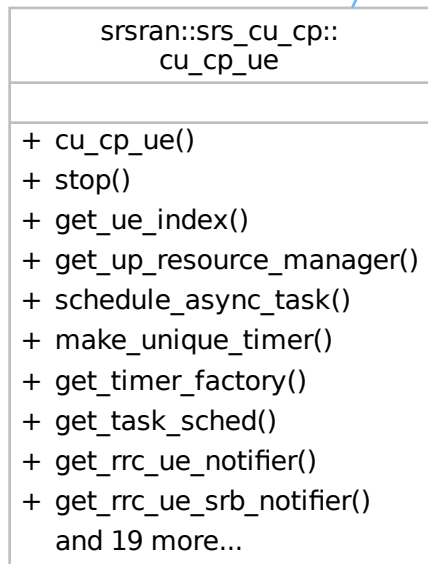 srsran::srs_cu_cp::
cu_cp_ue
+ cu_cp_ue()
+ stop()
+ get_ue_index()
+ get_up_resource_manager()
+ schedule_async_task()
+ make_unique_timer()
+ get_timer_factory()
+ get_task_sched()
+ get_rrc_ue_notifier()
+ get_rrc_ue_srb_notifier()
and 19 more...